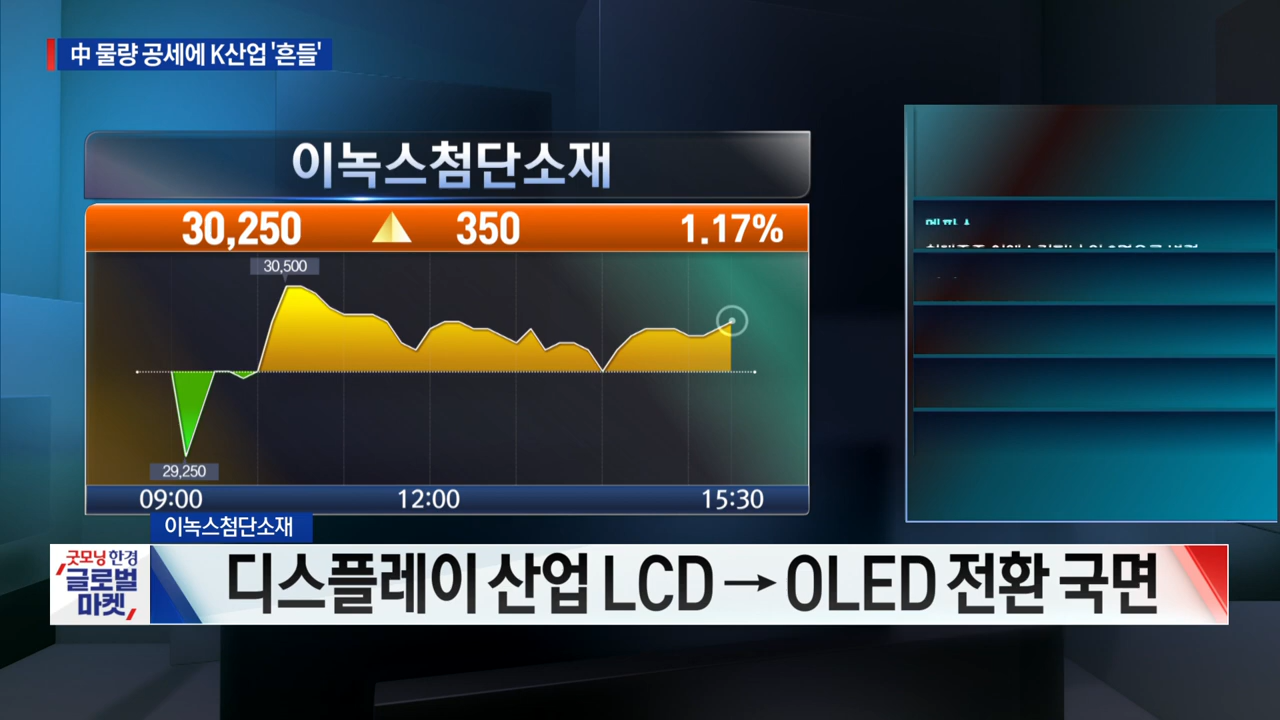 中 물량 공세에 K산업 '흔들'
이녹스첨단소재
30,250 ▲ 350 1.17%
30,500
29,250
09:00 12:00 15:30
이녹스첨단소재
굿모닝 한경
글로벌
마켓
디스플레이 산업 LCD → OLED 전환 국면